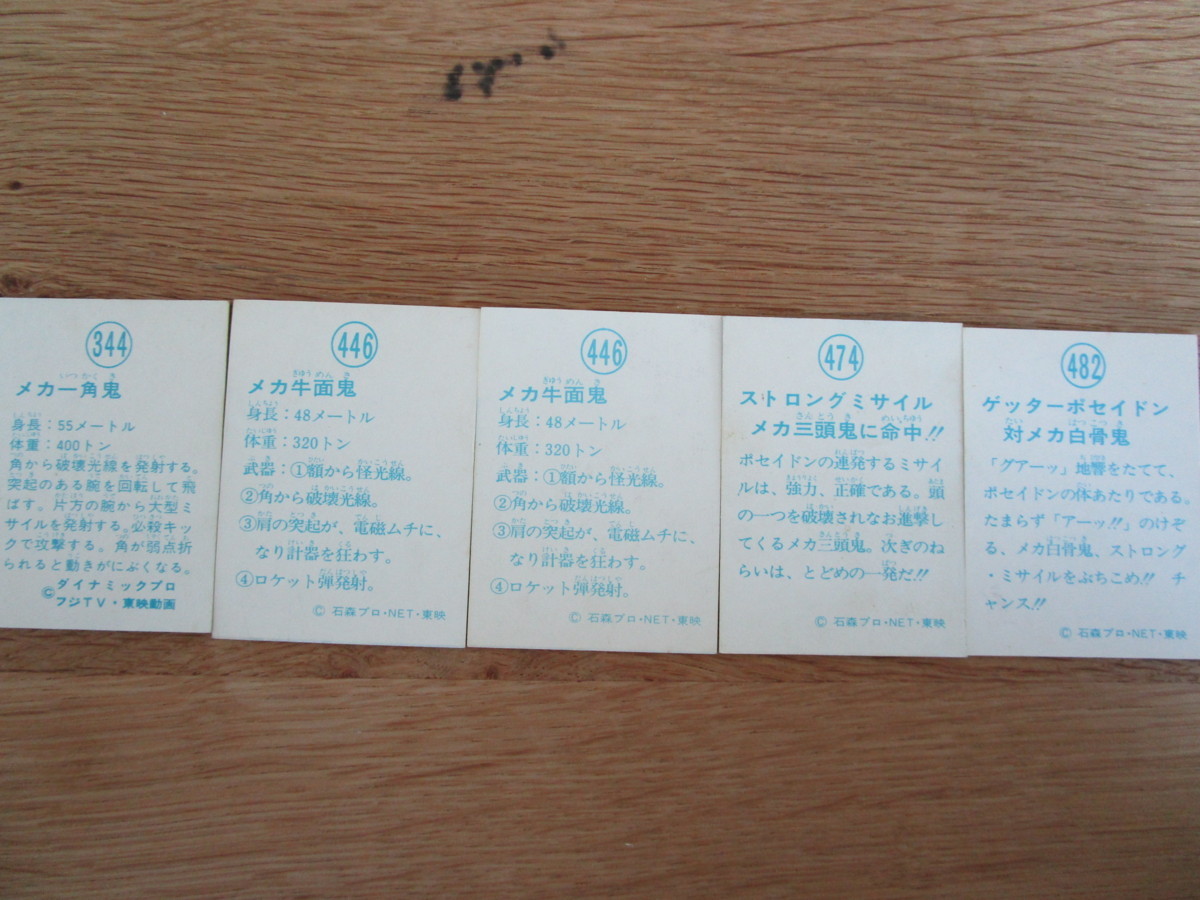 344
メカ一角鬼
身長：55メートル
体重：400トン
角から破壊光線を発射する。
突起のある腕を回転して飛
ばす。片方の腕から大型ミ
サイルを発射する。必殺キッ
クで攻撃する。角が弱点折
られると動きがにぶくなる。
©ダイナミックプロ
フジTV・東映動画
446
メカ牛面鬼
身長：48メートル
体重：320トン
武器：①額から怪光線。
②角から破壊光線。
③肩の突起が、電磁ムチに、
なり計器を狂わす。
④ロケット弾発射。
© 石森プロ・NET・東映
446
メカ牛面鬼
身長：48メートル
体重：320トン
武器：①額から怪光線。
②角から破壊光線。
③肩の突起が、電磁ムチに、
なり計器を狂わす。
④ロケット弾発射。
© 石森プロ・NET・東映
474
ストロングミサイル
メカ三頭鬼に命中!!
ポセイドンの連発するミサイ
ルは、強力、正確である。頭
の一つを破壊されなお進撃し
てくるメカ三頭鬼。次ぎのね
らいは、とどめの一発だ!!
© 石森プロ・NET・東映
482
ゲッターポセイドン
対メカ白骨鬼
「グアーッ」地響をたてて、
ポセイドンの体あたりである。
たまらず「アーッ!!」のけぞ
る、メカ白骨鬼、ストロング
・ミサイルをぶちこめ!!　チ
ャンス!!
© 石森プロ・NET・東映